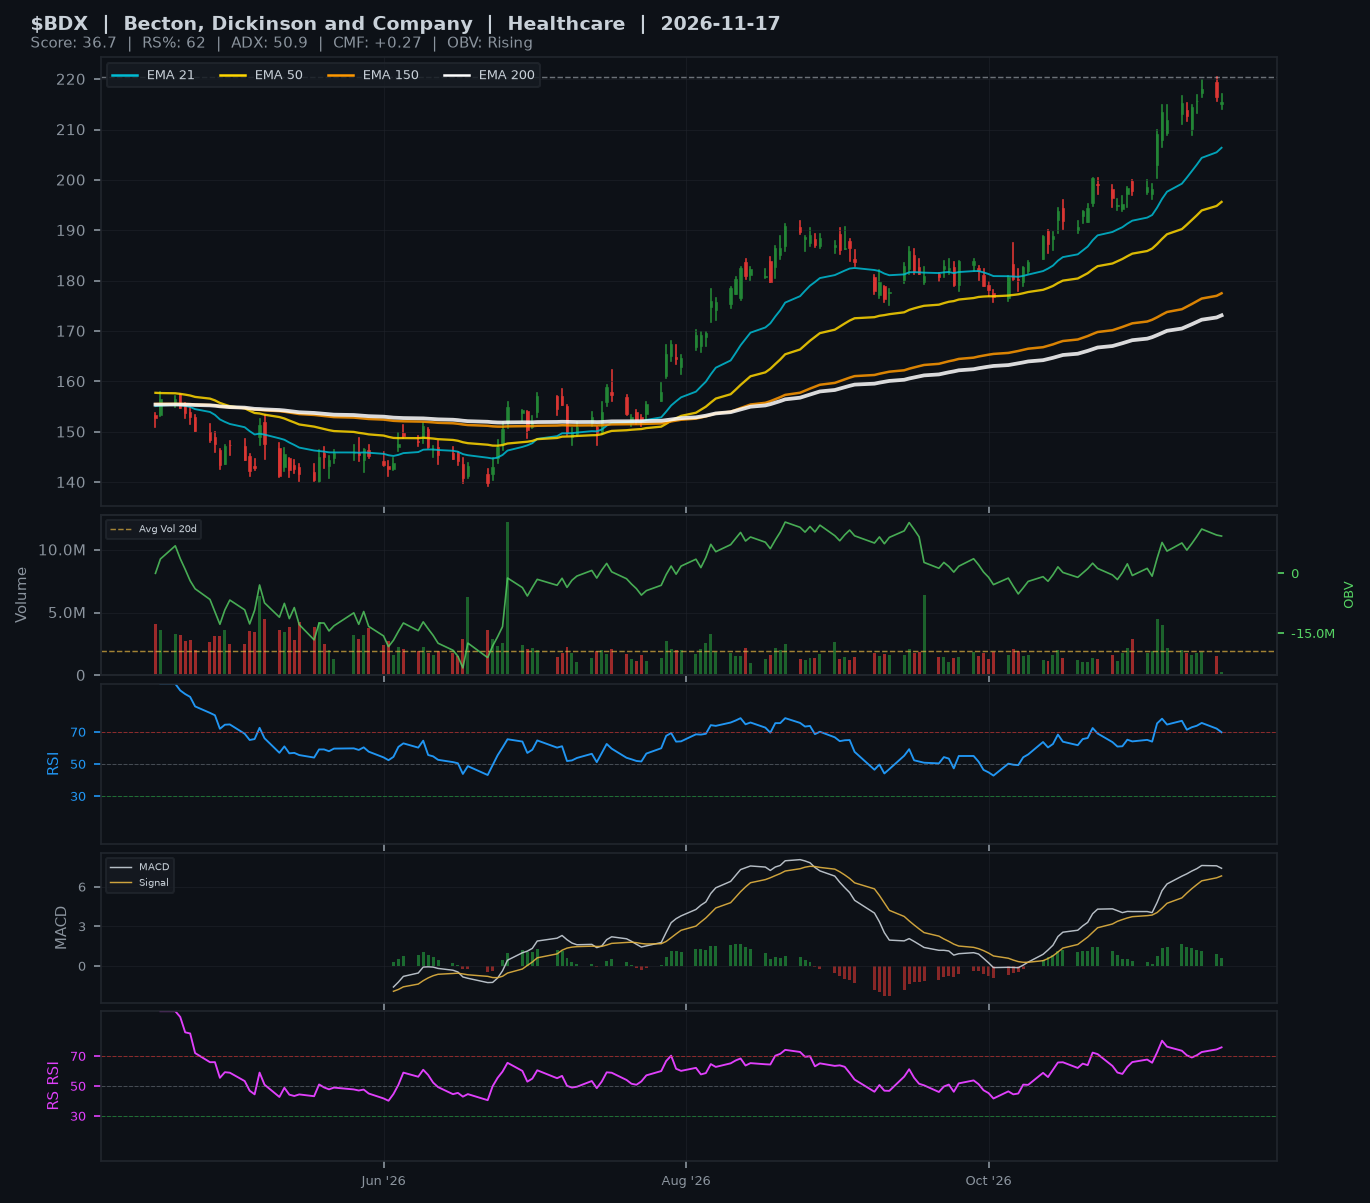 $BDX | Becton, Dickinson and Company | Healthcare | 2026-11-17
Score: 36.7 | RS%: 62 | ADX: 50.9 | CMF: +0.27 | OBV: Rising
EMA 21 EMA 50 EMA 150 EMA 200
220
210
200
190
180
170
160
150
140
Avg Vol 20d
10.0M
5.0M
0
Volume
0
-15.0M
OBV
70
50
30
RSI
MACD
Signal
6
3
0
MACD
70
50
30
RS RSI
Jun '26 Aug '26 Oct '26